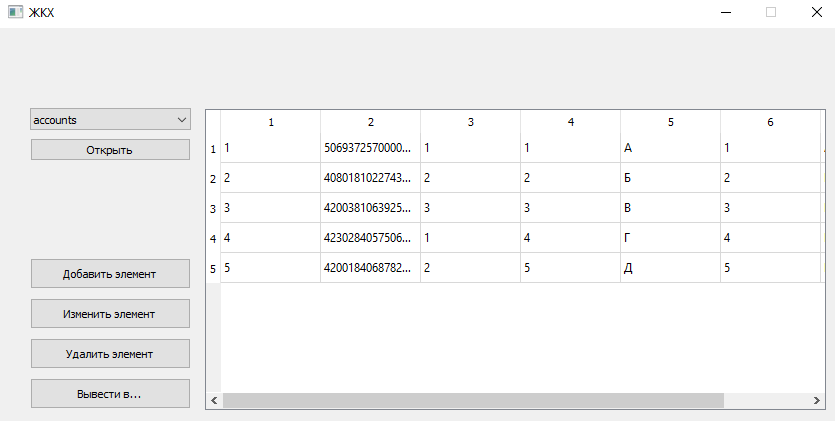 ЖКХ
accounts
Открыть
Добавить элемент
Изменить элемент
Удалить элемент
Вывести в...
1 2 3 4 5 6
1 1 5069372570000... 1 1 А 1
2 2 4080181022743... 2 2 Б 2
3 3 4200381063925... 3 3 В 3
4 4 4230284057506... 1 4 Г 4
5 5 4200184068782... 2 5 Д 5